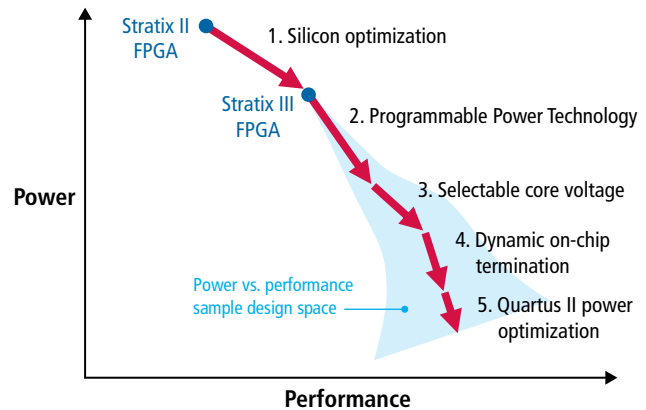 Stratix II
FPGA
1. Silicon optimization
Stratix III
FPGA
2. Programmable Power Technology
3. Selectable core voltage
Power
4. Dynamic on-chip
termination
Power vs. performance
sample design space
5. Quartus II power
optimization
Performance